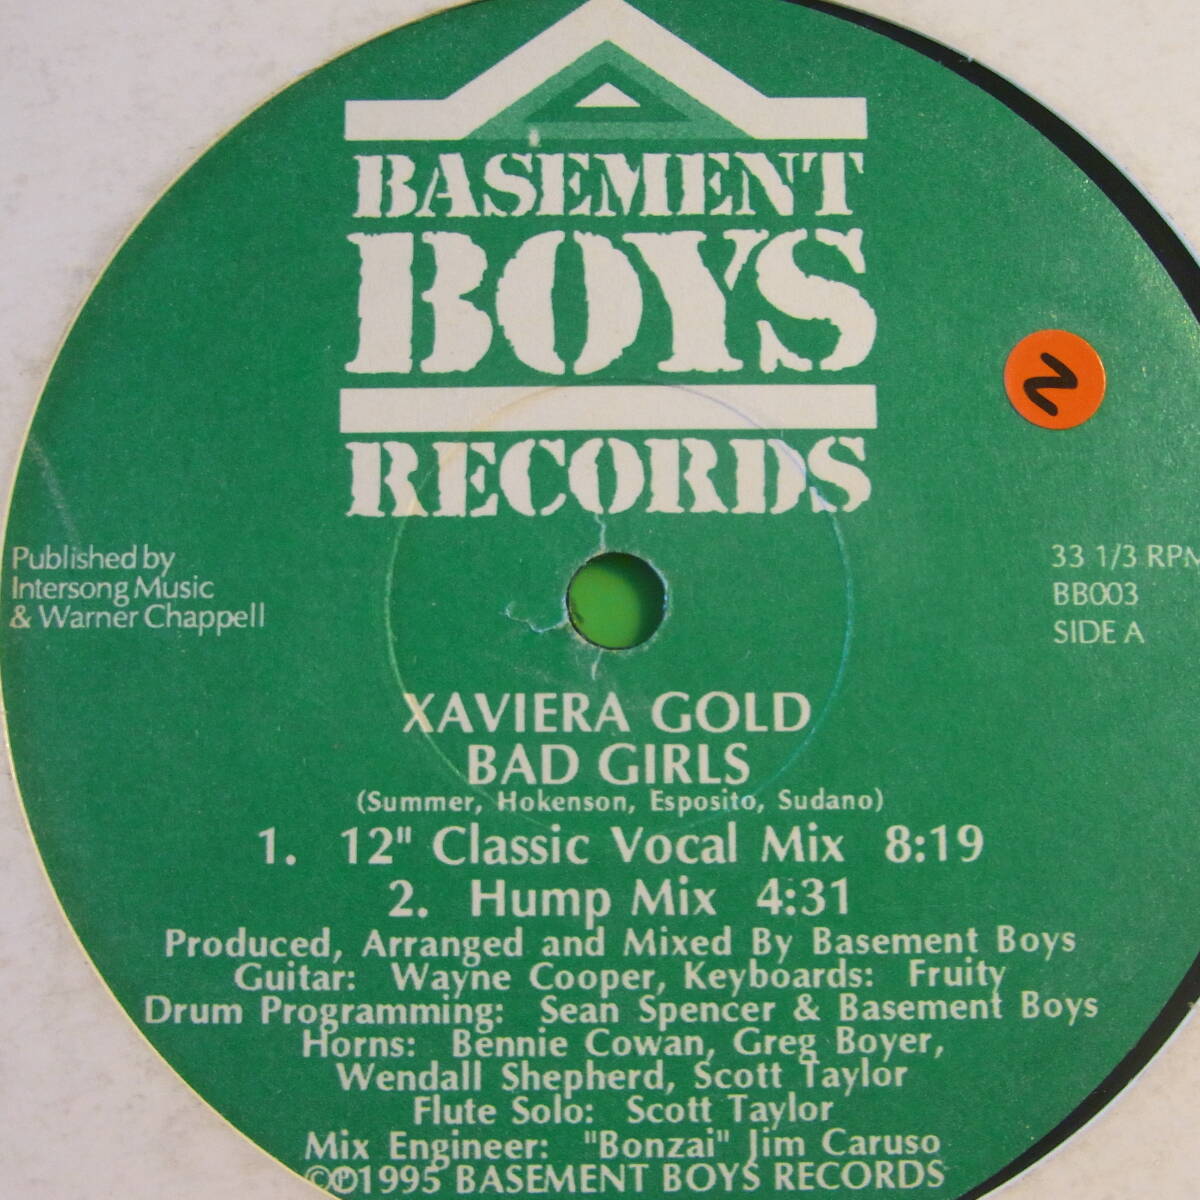 BASEMENT
BOYS
RECORDS
Published by
Intersong Music
& Warner Chappell
33 1/3 RPM
BB003
SIDE A
XAVIERA GOLD
BAD GIRLS
(Summer, Hokenson, Esposito, Sudano)
1. 12" Classic Vocal Mix 8:19
2. Hump Mix 4:31
Produced, Arranged and Mixed By Basement Boys
Guitar: Wayne Cooper, Keyboards: Fruity
Drum Programming: Sean Spencer & Basement Boys
Horns: Bennie Cowan, Greg Boyer,
Wendall Shepherd, Scott Taylor
Flute Solo: Scott Taylor
Mix Engineer: "Bonzai" Jim Caruso
©℗1995 BASEMENT BOYS RECORDS